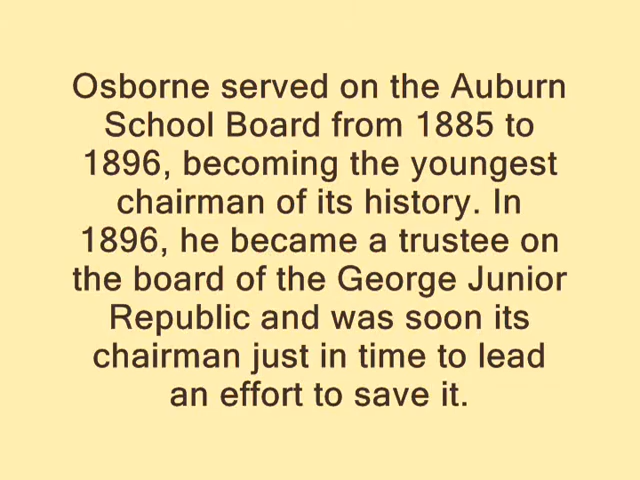 Osborne served on the Auburn
School Board from 1885 to
1896, becoming the youngest
chairman of its history. In
1896, he became a trustee on
the board of the George Junior
Republic and was soon its
chairman just in time to lead
an effort to save it.